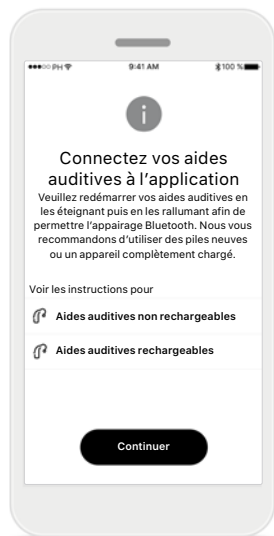 PH 9:41 AM 100 %
i
Connectez vos aides
auditives à l'application
Veuillez redémarrer vos aides auditives en
les éteignant puis en les rallumant afin de
permettre l'appairage Bluetooth. Nous vous
recommandons d'utiliser des piles neuves
ou un appareil complètement chargé.
Voir les instructions pour
Aides auditives non rechargeables
Aides auditives rechargeables
Continuer